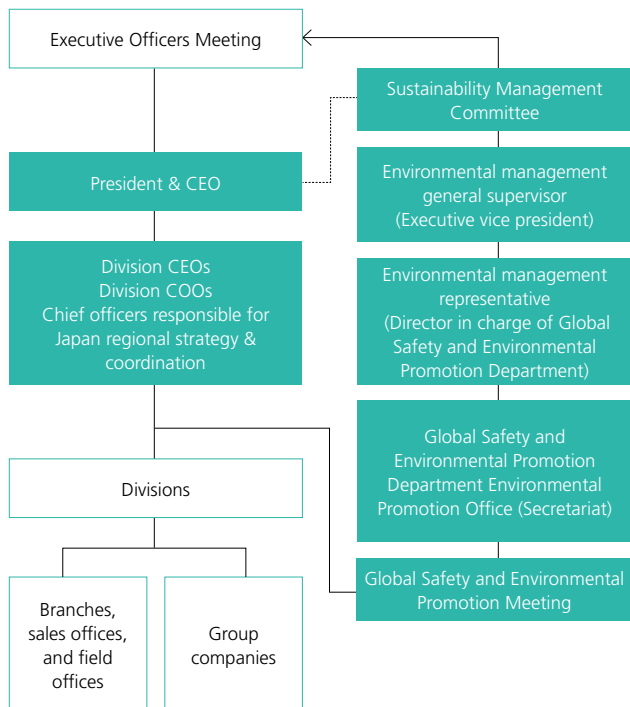 Executive Officers Meeting
President & CEO
Division CEOs
Division COOs
Chief officers responsible for
Japan regional strategy &
coordination
Divisions
Branches,
sales offices,
and field
offices
Group
companies
Sustainability Management
Committee
Environmental management
general supervisor
(Executive vice president)
Environmental management
representative
(Director in charge of Global
Safety and Environmental
Promotion Department)
Global Safety and
Environmental Promotion
Department Environmental
Promotion Office (Secretariat)
Global Safety and Environmental
Promotion Meeting